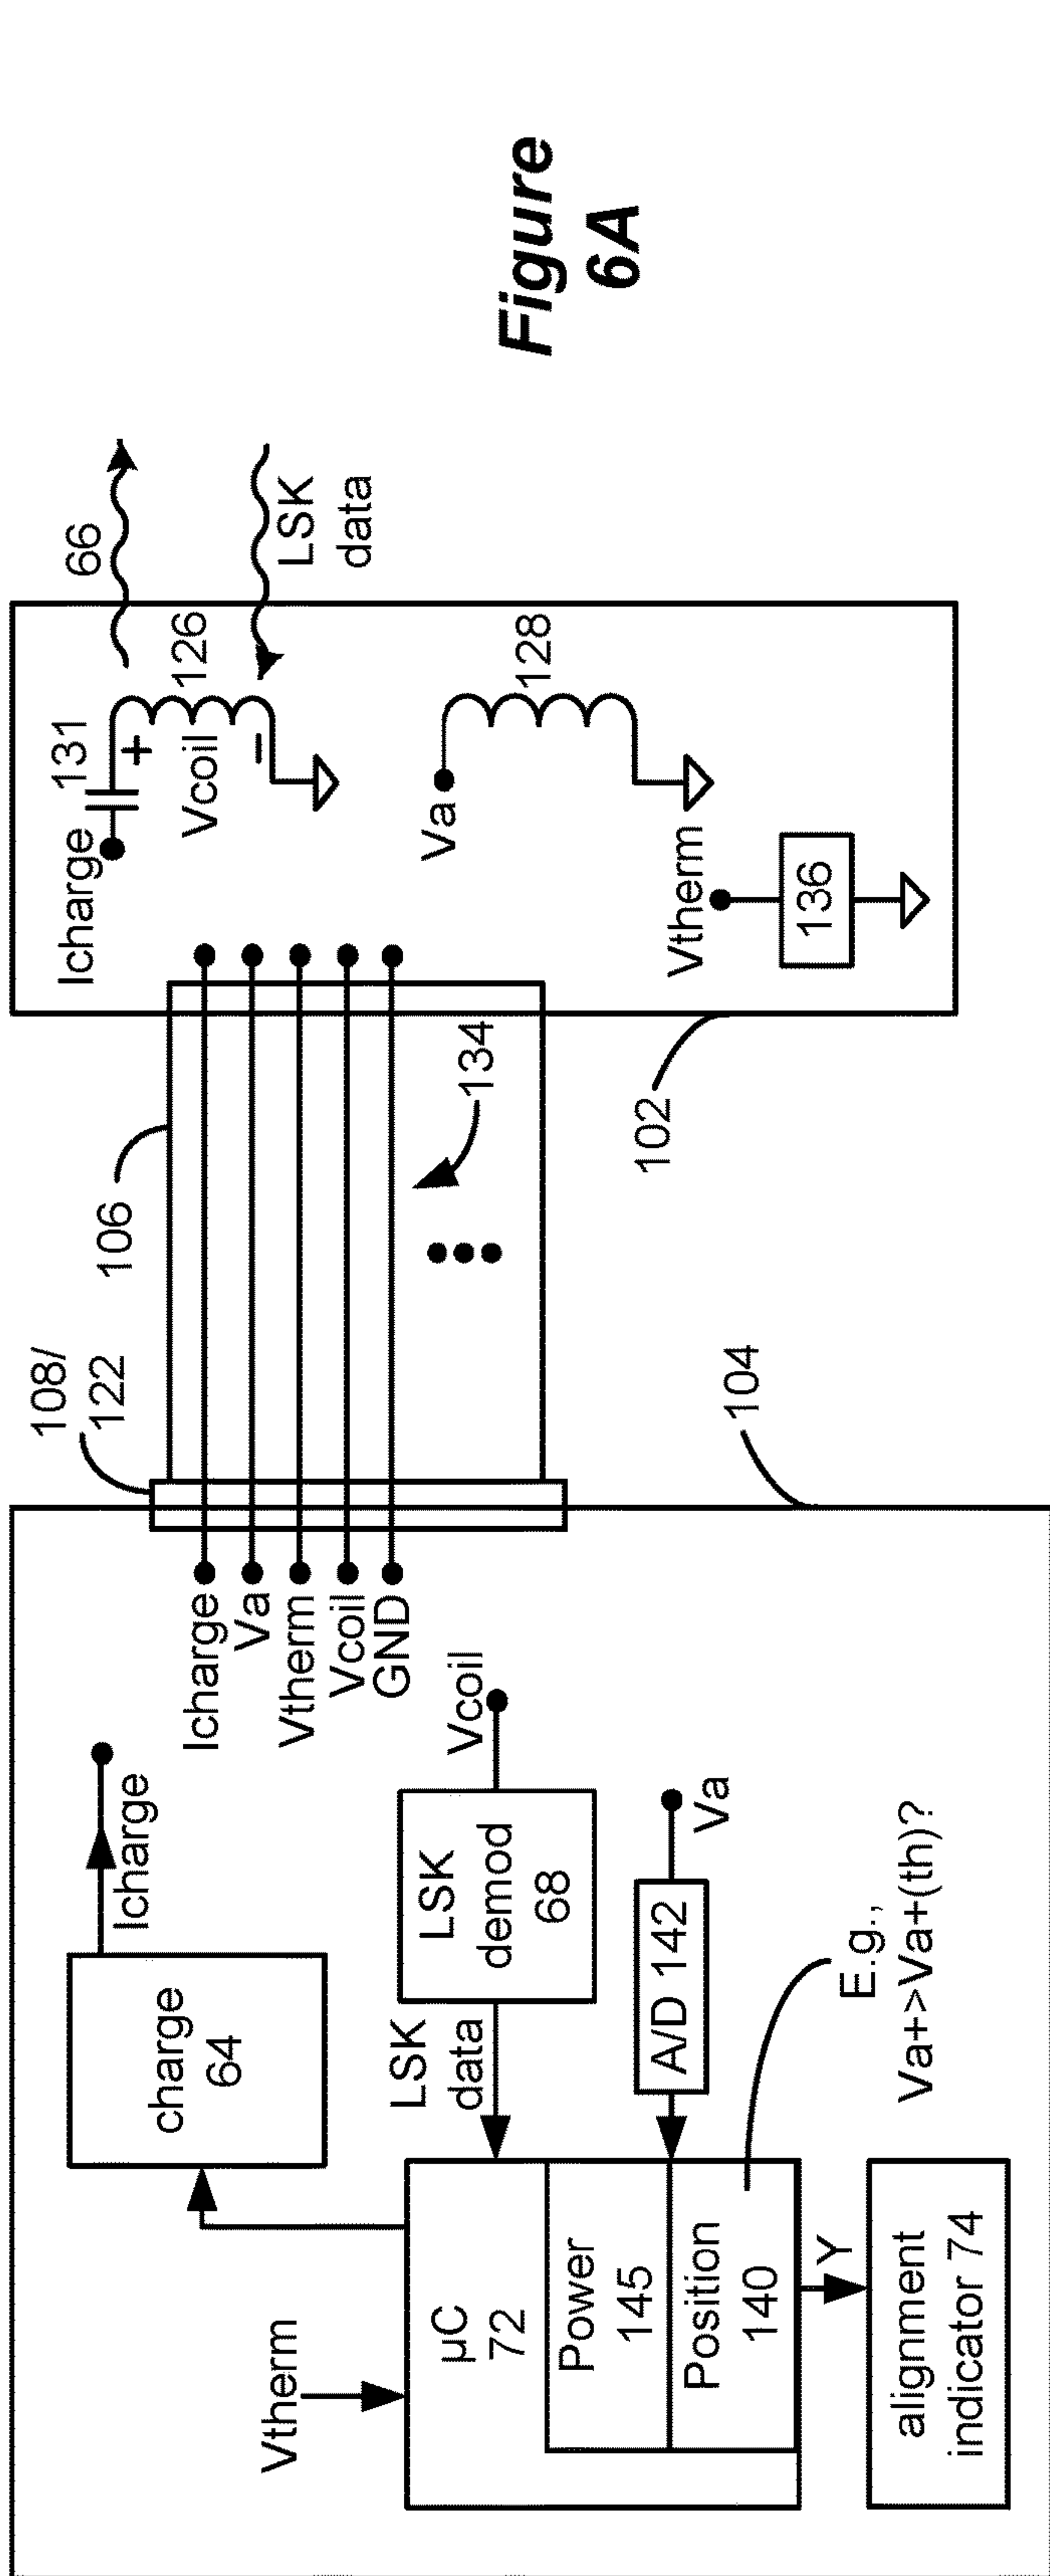 Vtherm
µC
72
Power
145
Position
140
Y
alignment
indicator 74
charge
64
Icharge
LSK
data
LSK
demod
68
Vcoil
A/D 142
Va
E.g.,
Va+>Va+(th)?
Icharge
Va
Vtherm
Vcoil
GND
104
108/
122
106
134
102
Icharge
131
+
Vcoil
–
126
66
LSK
data
Va
128
Vtherm
136
Figure
6A